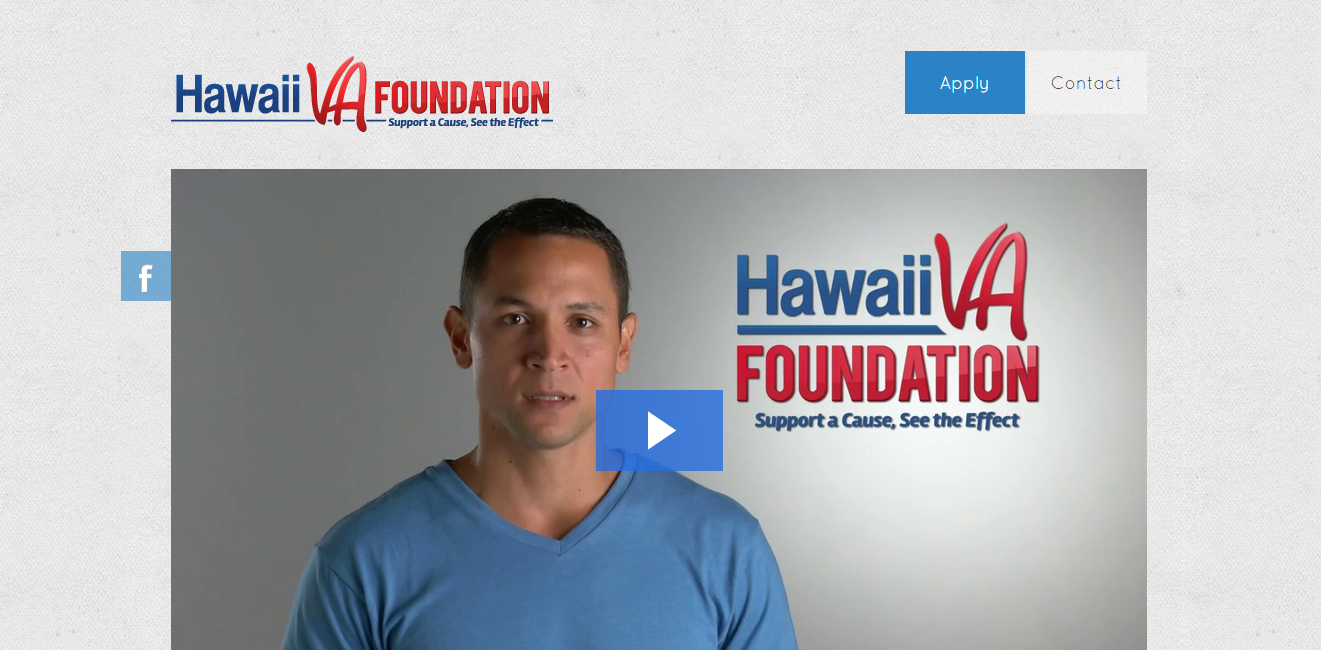 Hawaii VA FOUNDATION
Support a Cause, See the Effect
Apply
Contact
f
Hawaii VA
FOUNDATION
Support a Cause, See the Effect